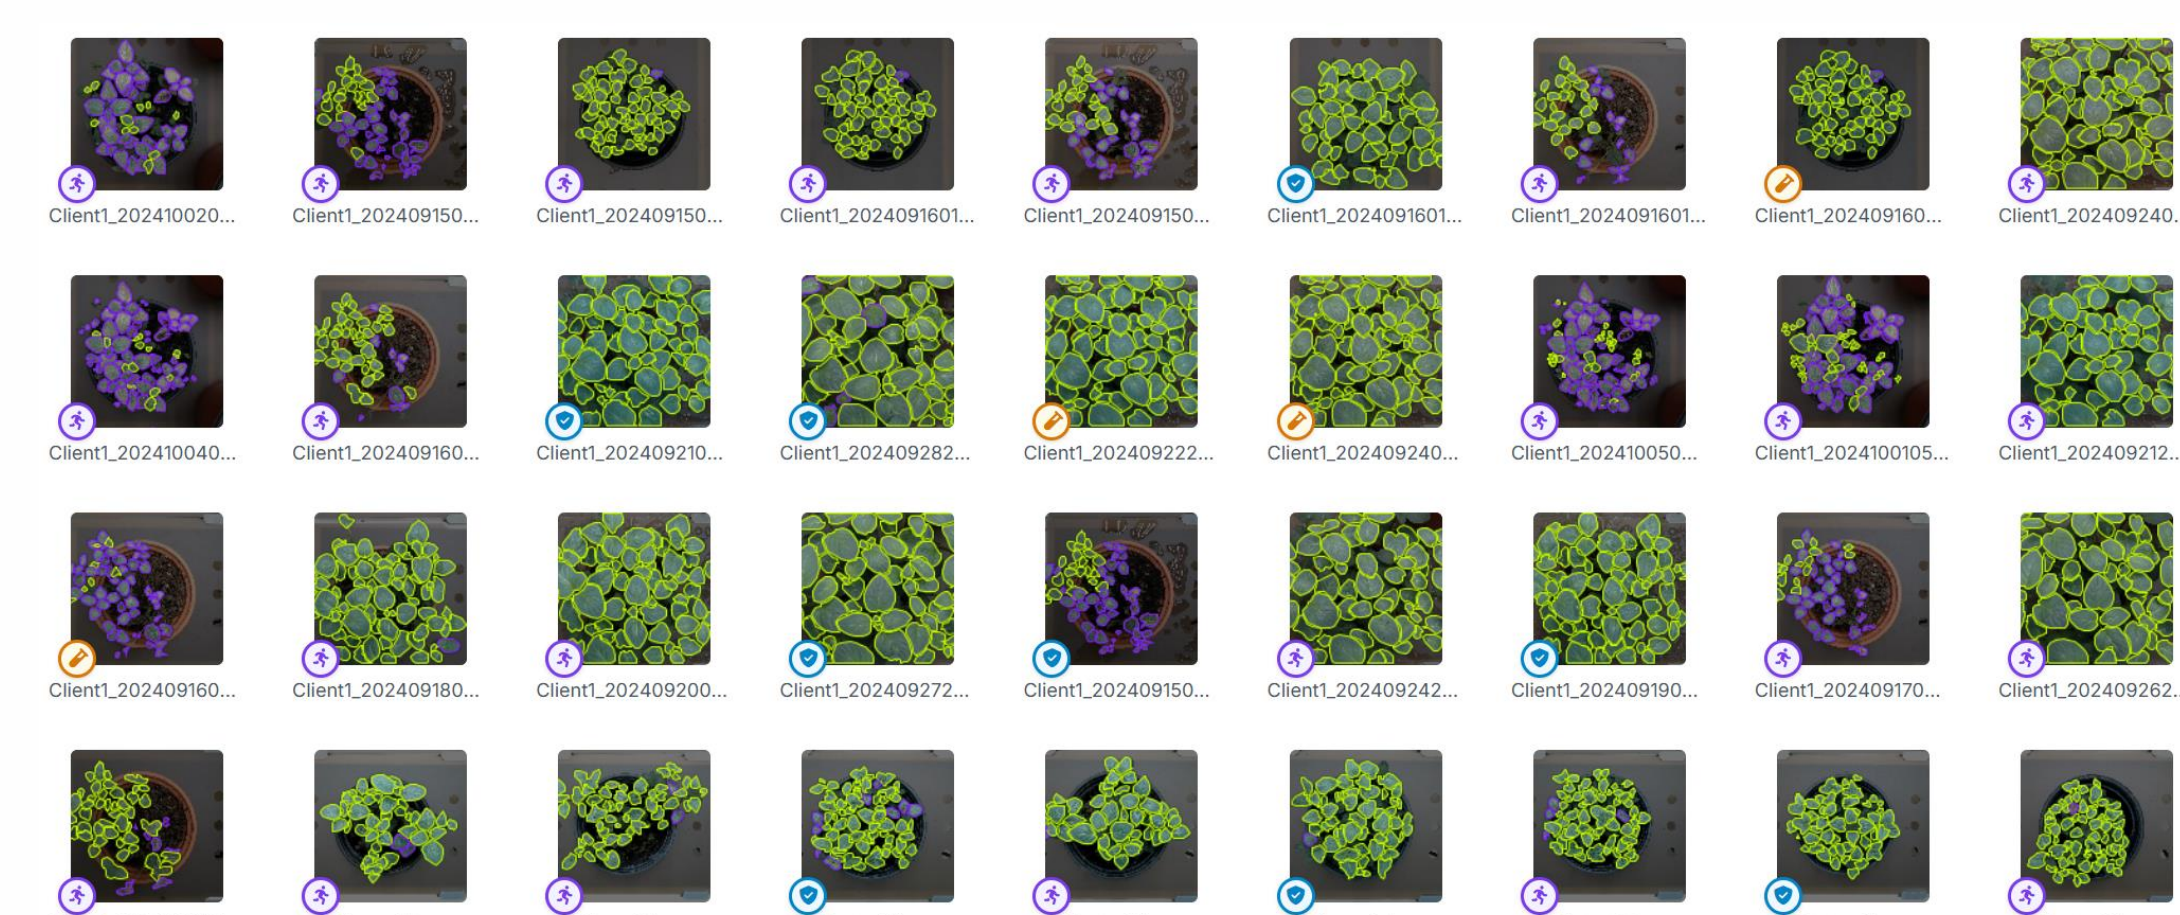 Client1_202410020...
Client1_202409150...
Client1_202409150...
Client1_2024091601...
Client1_202409150...
Client1_2024091601...
Client1_2024091601...
Client1_202409160...
Client1_202409240..
Client1_202410040...
Client1_202409160...
Client1_202409210...
Client1_202409282...
Client1_202409222...
Client1_202409240...
Client1_202410050...
Client1_2024100105...
Client1_202409212..
Client1_202409160...
Client1_202409180...
Client1_202409200...
Client1_202409272...
Client1_202409150...
Client1_202409242...
Client1_202409190...
Client1_202409170...
Client1_202409262..